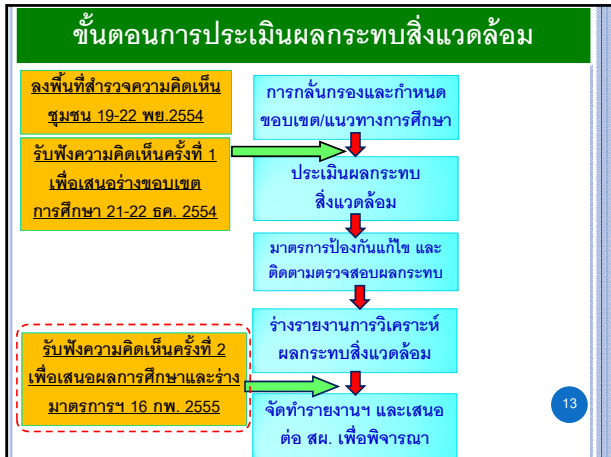 ขั้นตอนการประเมินผลกระทบสิ่งแวดล้อม
ลงพื้นที่สำรวจความคิดเห็น
ชุมชน 19-22 พย.2554
รับฟังความคิดเห็นครั้งที่ 1
เพื่อเสนอร่างขอบเขต
การศึกษา 21-22 ธค. 2554
การกลั่นกรองและกำหนด
ขอบเขต/แนวทางการศึกษา
ประเมินผลกระทบ
สิ่งแวดล้อม
มาตรการป้องกันแก้ไข และ
ติดตามตรวจสอบผลกระทบ
ร่างรายงานการวิเคราะห์
ผลกระทบสิ่งแวดล้อม
รับฟังความคิดเห็นครั้งที่ 2
เพื่อเสนอผลการศึกษาและร่าง
มาตรการฯ 16 กพ. 2555
จัดทำรายงานฯ และเสนอ
ต่อ สผ. เพื่อพิจารณา
13